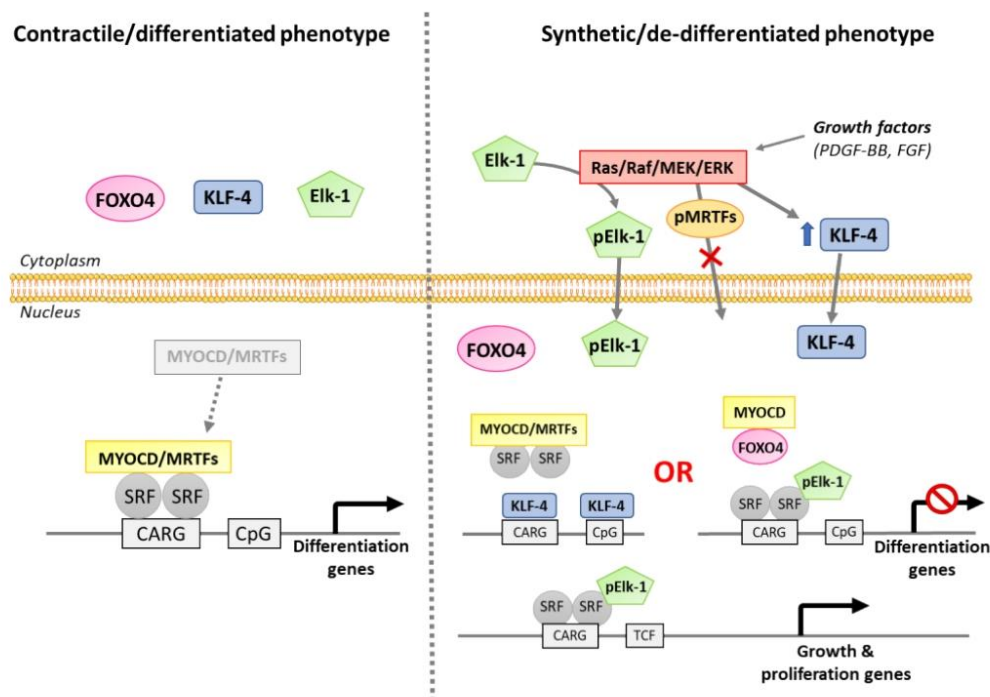 Contractile/differentiated phenotype
FOXO4
KLF-4
Elk-1
Cytoplasm
Nucleus
MYOCD/MRTFs
MYOCD/MRTFs
SRF
SRF
CARG
CpG
Differentiation
genes
Synthetic/de-differentiated phenotype
Growth factors
(PDGF-BB, FGF)
Elk-1
Ras/Raf/MEK/ERK
pElk-1
pMRTFs
KLF-4
FOXO4
pElk-1
KLF-4
MYOCD/MRTFs
SRF
SRF
KLF-4
KLF-4
CARG
CpG
OR
MYOCD
FOXO4
pElk-1
SRF
SRF
CARG
CpG
Differentiation
genes
pElk-1
SRF
SRF
CARG
TCF
Growth &
proliferation genes